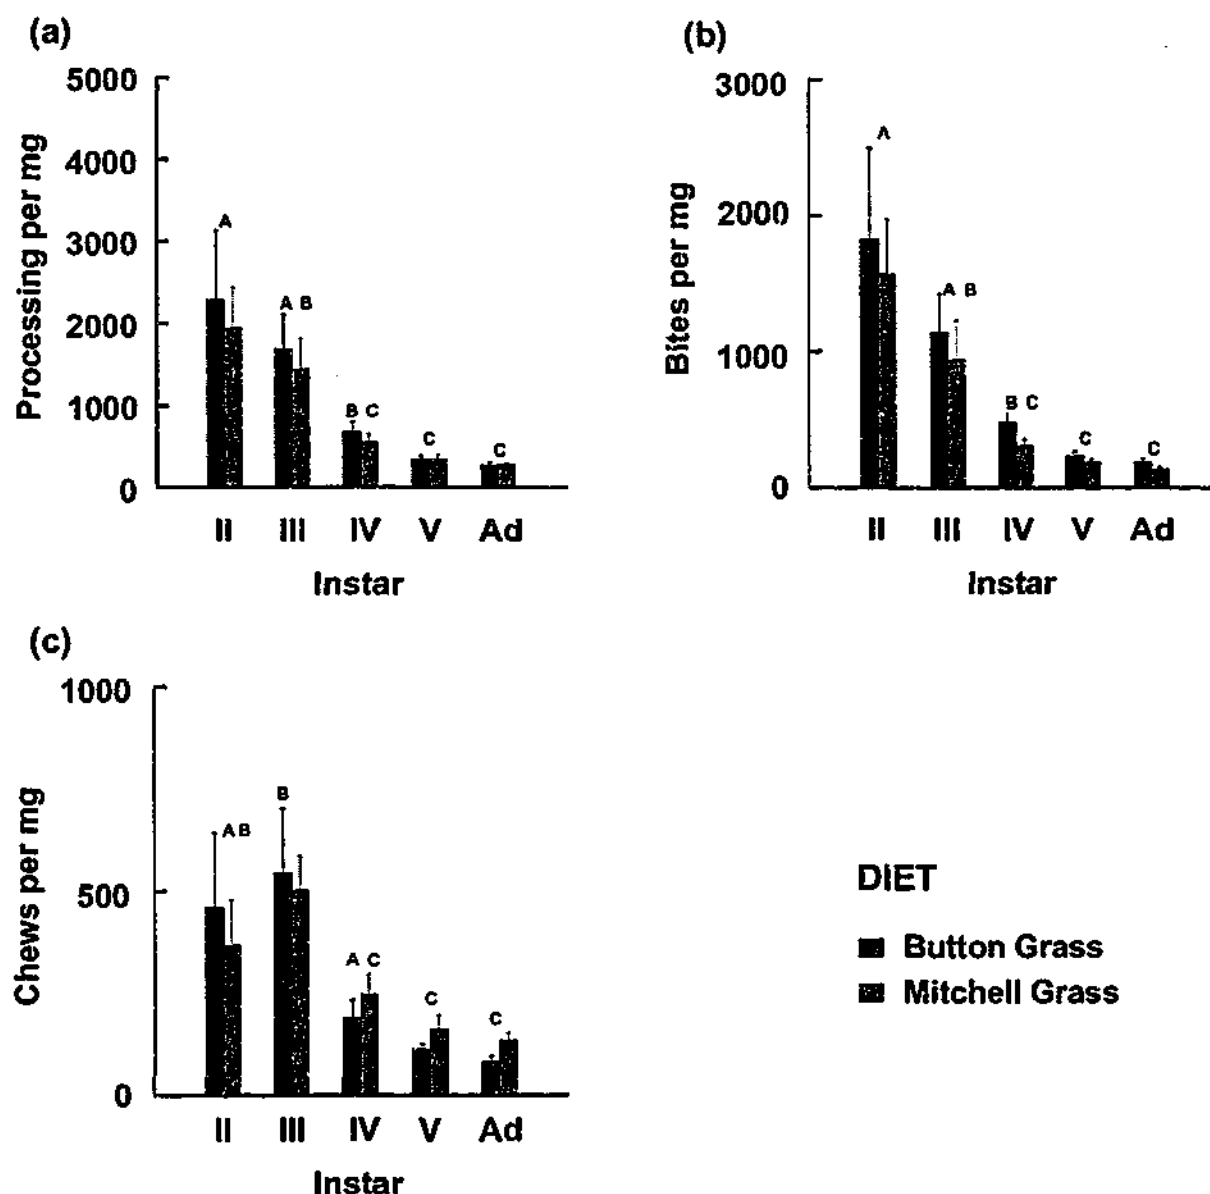 (a)
Processing per mg
5000
4000
3000
2000
1000
0
A
A B
B C
C
C
II III IV V Ad
Instar
(b)
Bites per mg
3000
2000
1000
0
A
A B
B C
C
C
II III IV V Ad
Instar
(c)
Chews per mg
1000
500
0
A B
B
A C
C
C
II III IV V Ad
Instar
DIET
Button Grass
Mitchell Grass